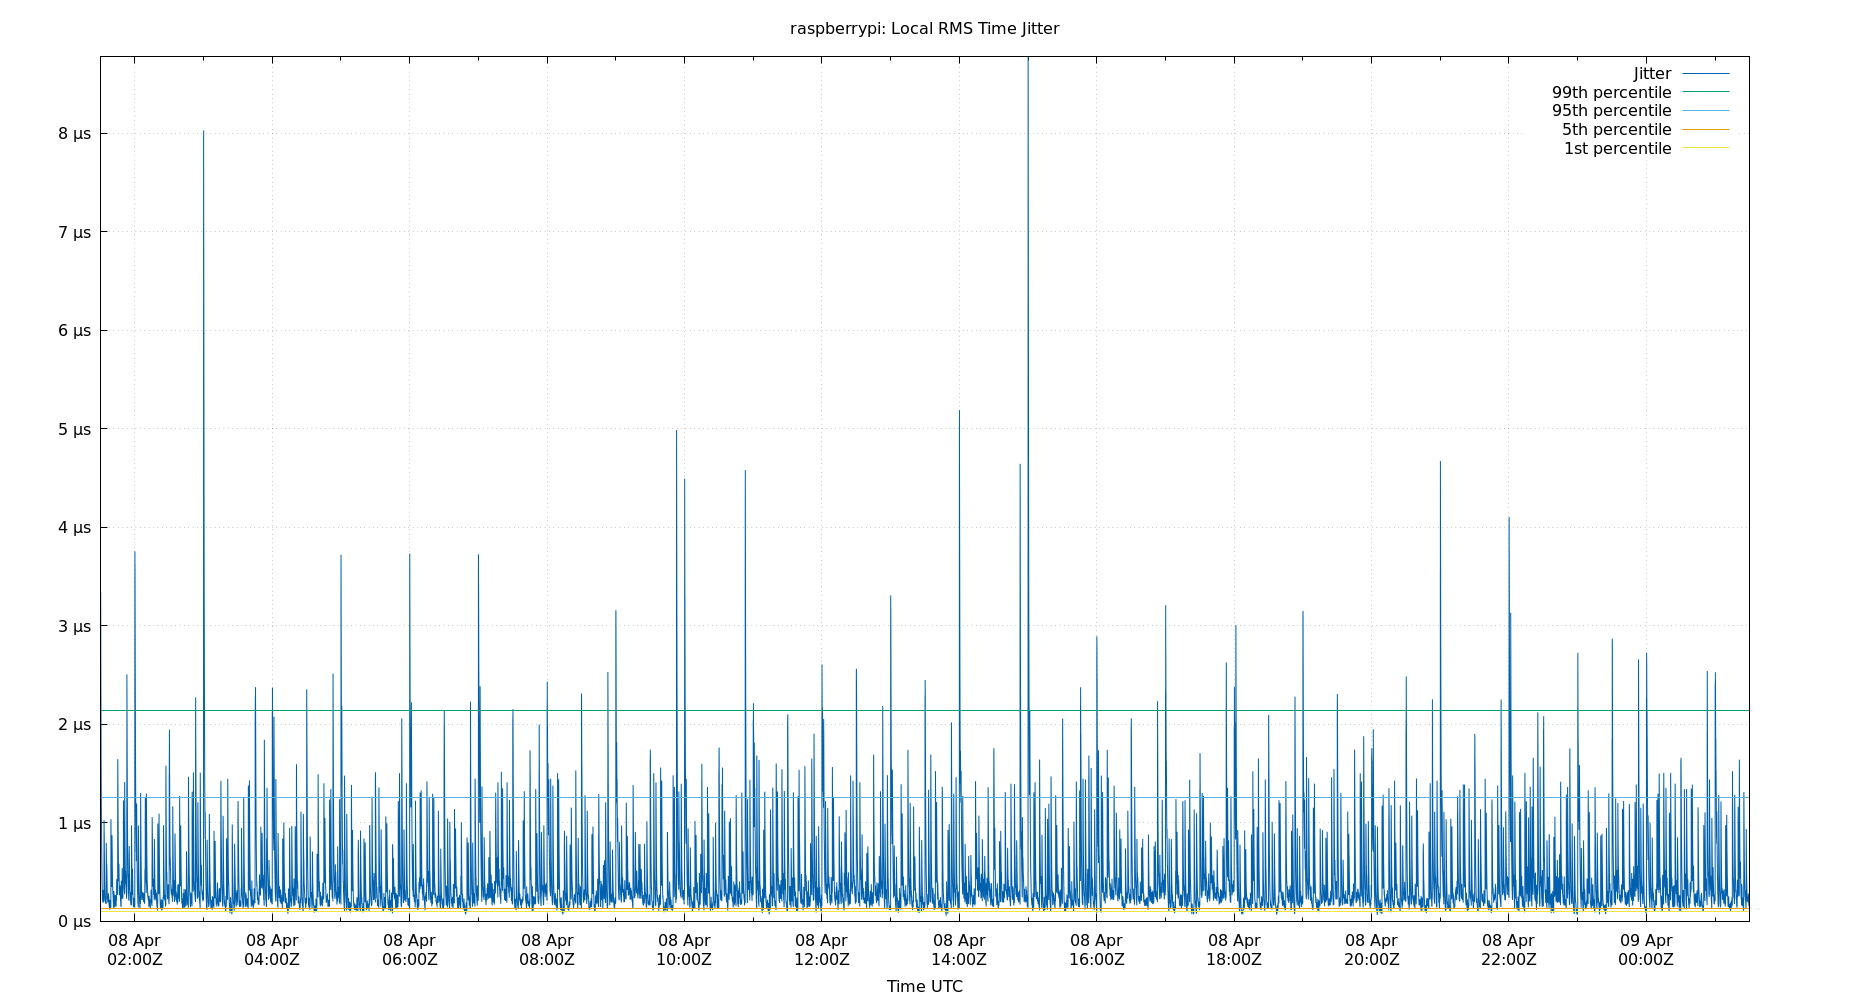 raspberrypi: Local RMS Time Jitter
Jitter
99th percentile
95th percentile
5th percentile
1st percentile
8 µs
7 µs
6 µs
5 µs
4 µs
3 µs
2 µs
1 µs
0 µs
08 Apr 08 Apr 08 Apr 08 Apr 08 Apr 08 Apr 08 Apr 08 Apr 08 Apr 08 Apr 08 Apr 09 Apr
02:00Z 04:00Z 06:00Z 08:00Z 10:00Z 12:00Z 14:00Z 16:00Z 18:00Z 20:00Z 22:00Z 00:00Z
Time UTC